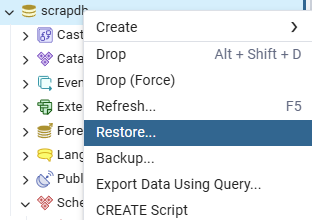 scrapdb
Create
Drop Alt + Shift + D
Drop (Force)
Refresh... F5
Restore...
Backup...
Export Data Using Query...
CREATE Script
Cast
Cata
Even
Exte
Fore
Lang
Publ
Sche